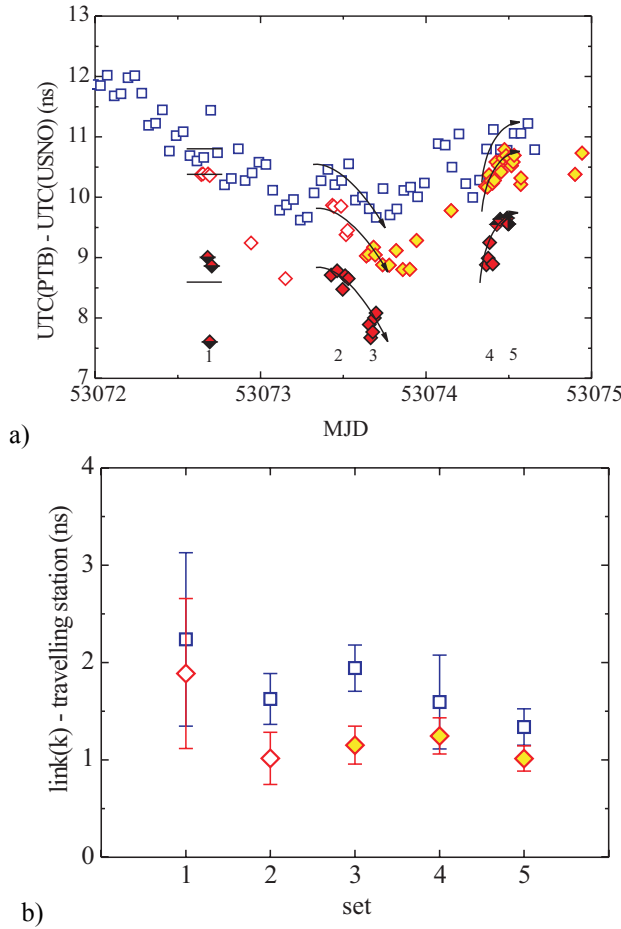 13
12
11
10
9
8
7
UTC(PTB) - UTC(USNO) (ns)
1 2 3 4 5
53072 53073 53074 53075
MJD
a)
4
3
2
1
0
link(k) - travelling station (ns)
1 2 3 4 5
set
b)